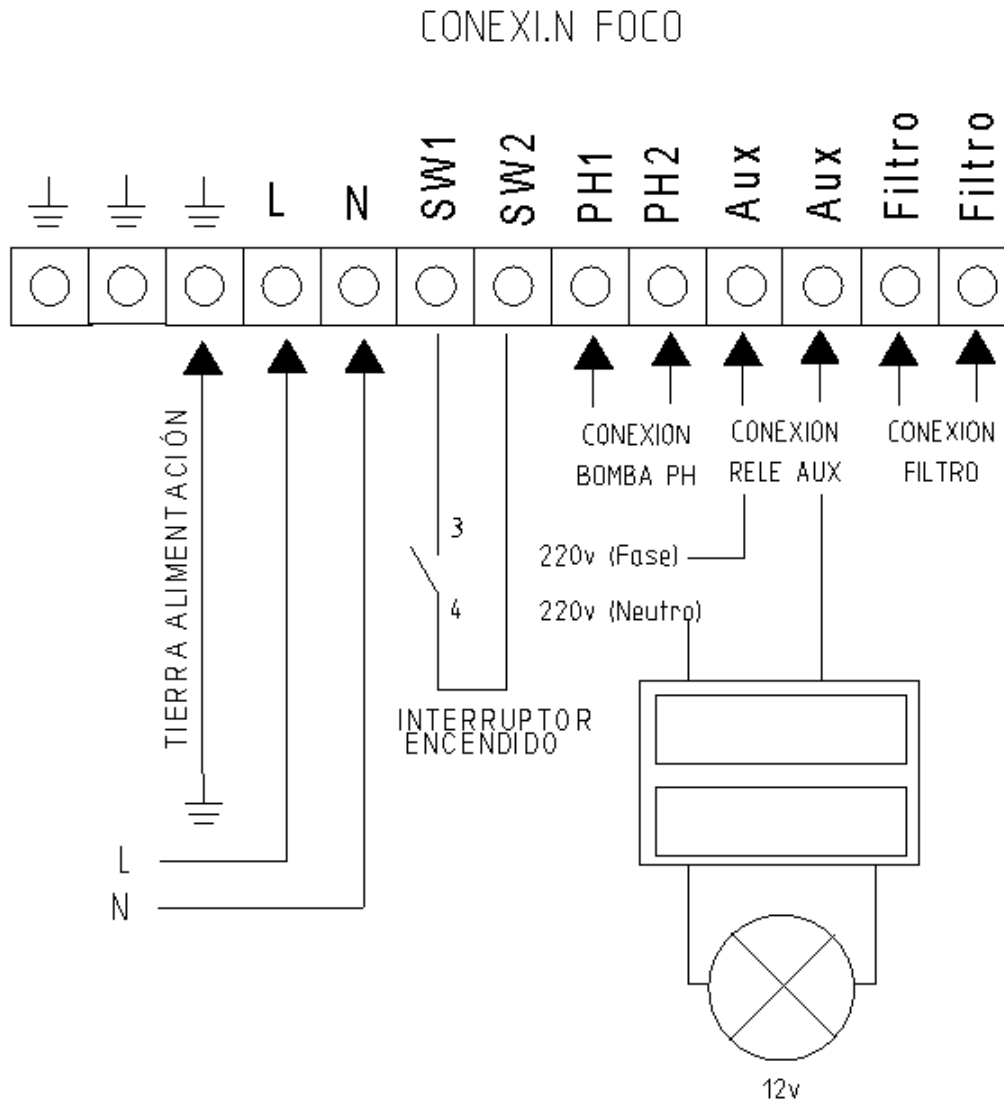 CONEXI.N FOCO
L
N
SW1
SW2
PH1
PH2
Aux
Aux
Filtro
Filtro
TIERRA ALIMENTACIÓN
CONEXION
BOMBA PH
CONEXION
RELE AUX
CONEXION
FILTRO
3
4
220v (Fase)
220v (Neutro)
INTERRUPTOR
ENCENDIDO
L
N
12v